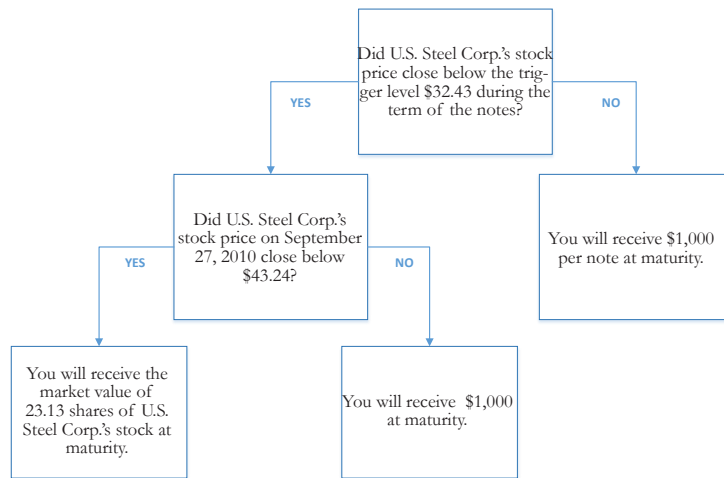 Did U.S. Steel Corp.'s stock
price close below the trig-
ger level $32.43 during the
term of the notes?
YES
NO
Did U.S. Steel Corp.'s
stock price on September
27, 2010 close below
$43.24?
You will receive $1,000
per note at maturity.
YES
NO
You will receive the
market value of
23.13 shares of U.S.
Steel Corp.'s stock at
maturity.
You will receive $1,000
at maturity.